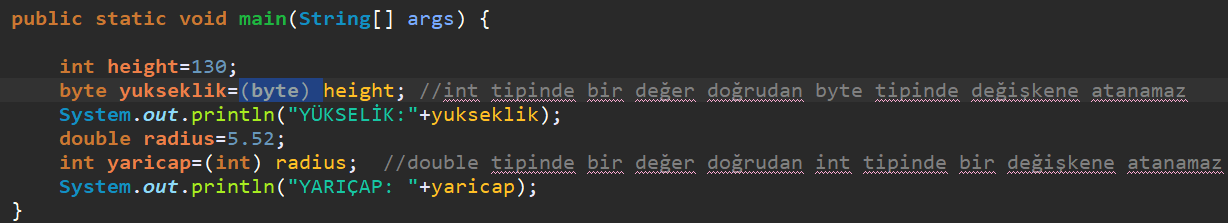 public static void main(String[] args) {
int height=130;
byte yukseklik=(byte) height; //int tipinde bir değer doğrudan byte tipinde değişkene atanamaz
System.out.println("YÜKSELİK:"+yukseklik);
double radius=5.52;
int yaricap=(int) radius; //double tipinde bir değer doğrudan int tipinde bir değişkene atanamaz
System.out.println("YARIÇAP: "+yaricap);
}